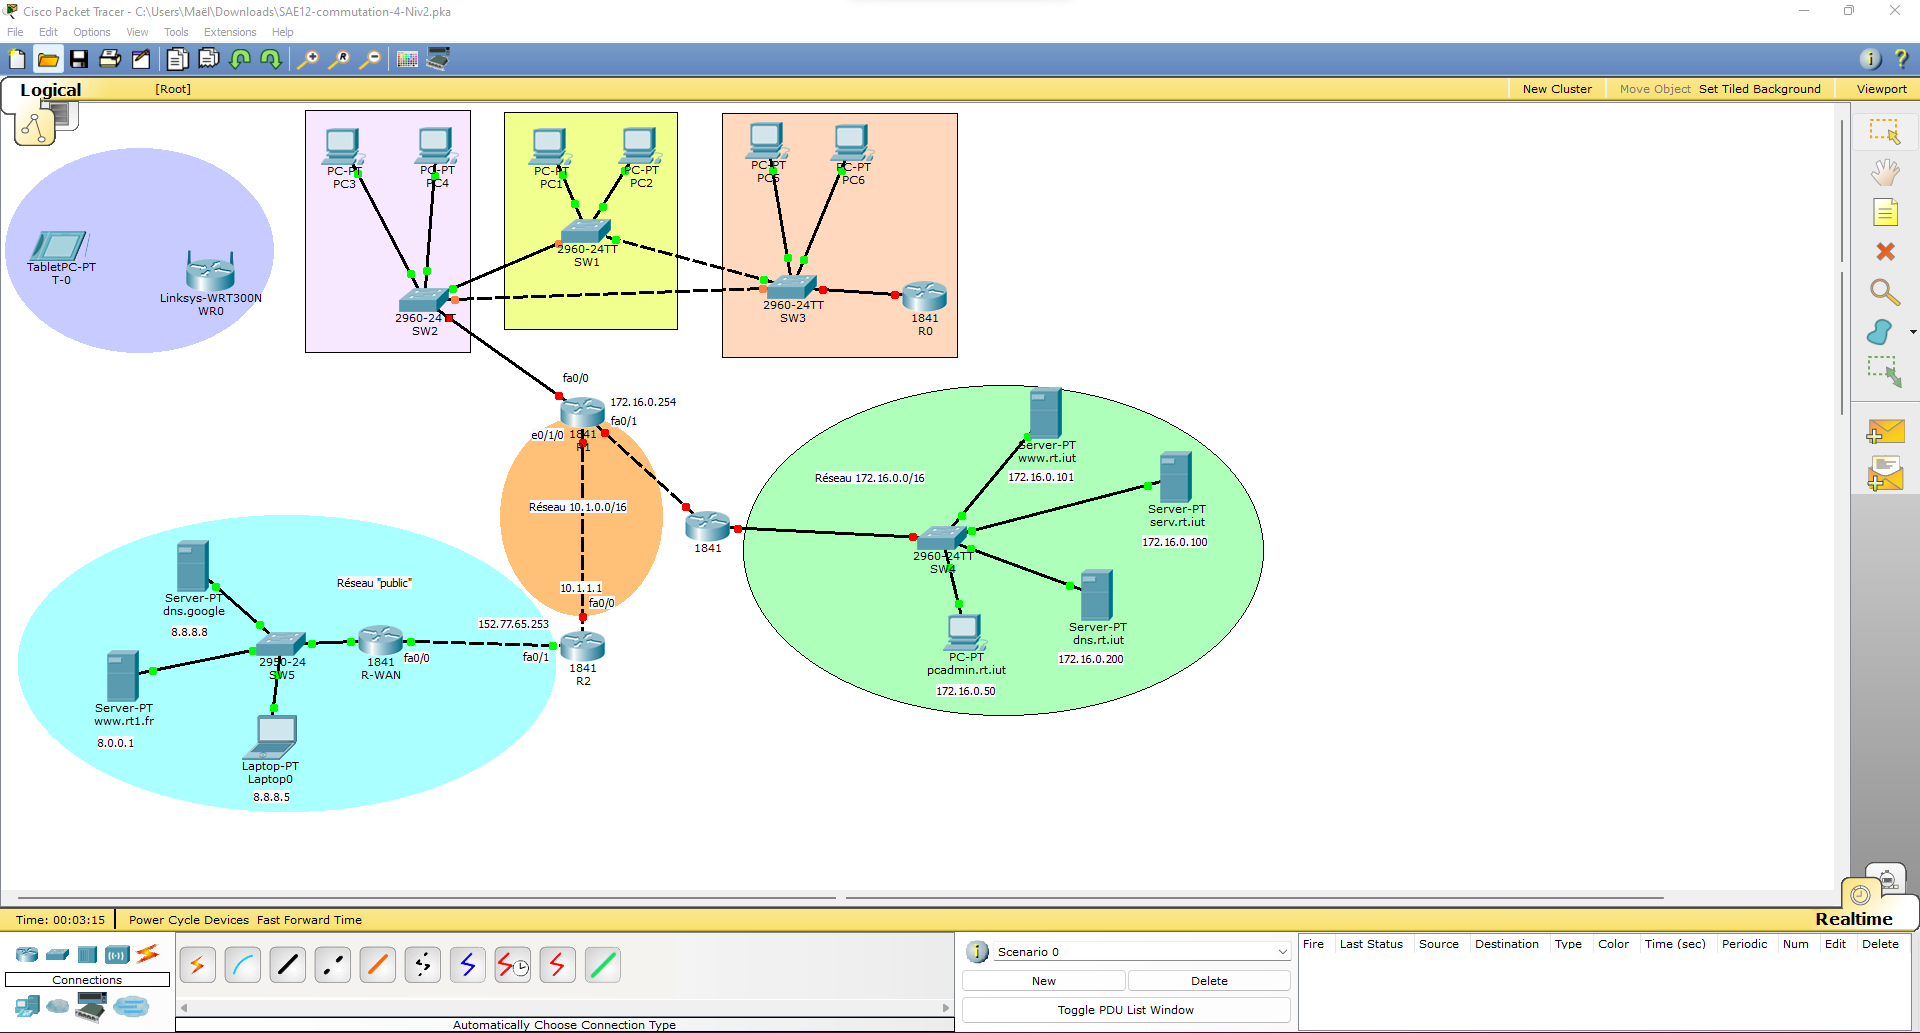 Cisco Packet Tracer - C:\Users\Maël\Downloads\SAE12-commutation-4-Niv2.pka
File Edit Options View Tools Extensions Help
Logical
[Root]
New Cluster
Move Object
Set Tiled Background
Viewport
TabletPC-PT
T-0
Linksys-WRT300N
WR0
PC-PT
PC3
PC-PT
PC4
2960-24TT
SW2
PC-PT
PC1
PC-PT
PC2
2960-24TT
SW1
PC-PT
PC5
PC-PT
PC6
2960-24TT
SW3
1841
R0
fa0/0
172.16.0.254
fa0/1
e0/1/0
1841
R1
Réseau 10.1.0.0/16
10.1.1.1
fa0/0
1841
R2
1841
Réseau 172.16.0.0/16
Server-PT
www.rt.iut
172.16.0.101
Server-PT
serv.rt.iut
172.16.0.100
2960-24TT
SW4
Server-PT
dns.rt.iut
172.16.0.200
PC-PT
pcadmin.rt.iut
172.16.0.50
Réseau "public"
Server-PT
dns.google
8.8.8.8
152.77.65.253
fa0/1
fa0/0
1841
R-WAN
2950-24
SW5
Server-PT
www.rt1.fr
8.0.0.1
Laptop-PT
Laptop0
8.8.8.5
Time: 00:03:15
Power Cycle Devices
Fast Forward Time
Realtime
Connections
Automatically Choose Connection Type
Scenario 0
New
Delete
Toggle PDU List Window
Fire Last Status Source Destination Type Color Time (sec) Periodic Num Edit Delete